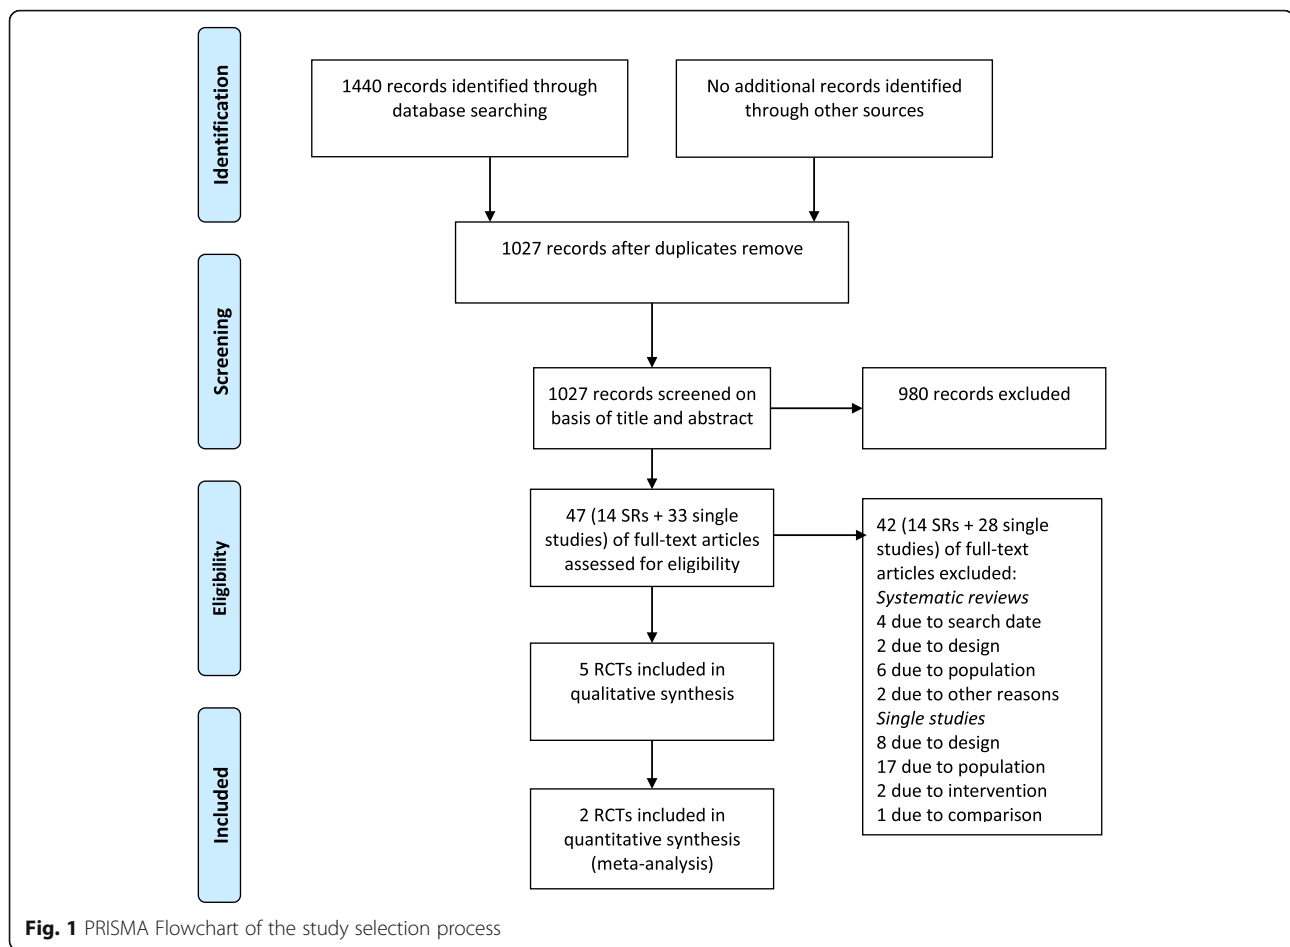 Identification
1440 records identified through
database searching
No additional records identified
through other sources
1027 records after duplicates remove
Screening
1027 records screened on
basis of title and abstract
980 records excluded
Eligibility
47 (14 SRs + 33 single
studies) of full-text articles
assessed for eligibility
42 (14 SRs + 28 single
studies) of full-text
articles excluded:
Systematic reviews
4 due to search date
2 due to design
6 due to population
2 due to other reasons
Single studies
8 due to design
17 due to population
2 due to intervention
1 due to comparison
5 RCTs included in
qualitative synthesis
Included
2 RCTs included in
quantitative synthesis
(meta-analysis)
Fig. 1 PRISMA Flowchart of the study selection process